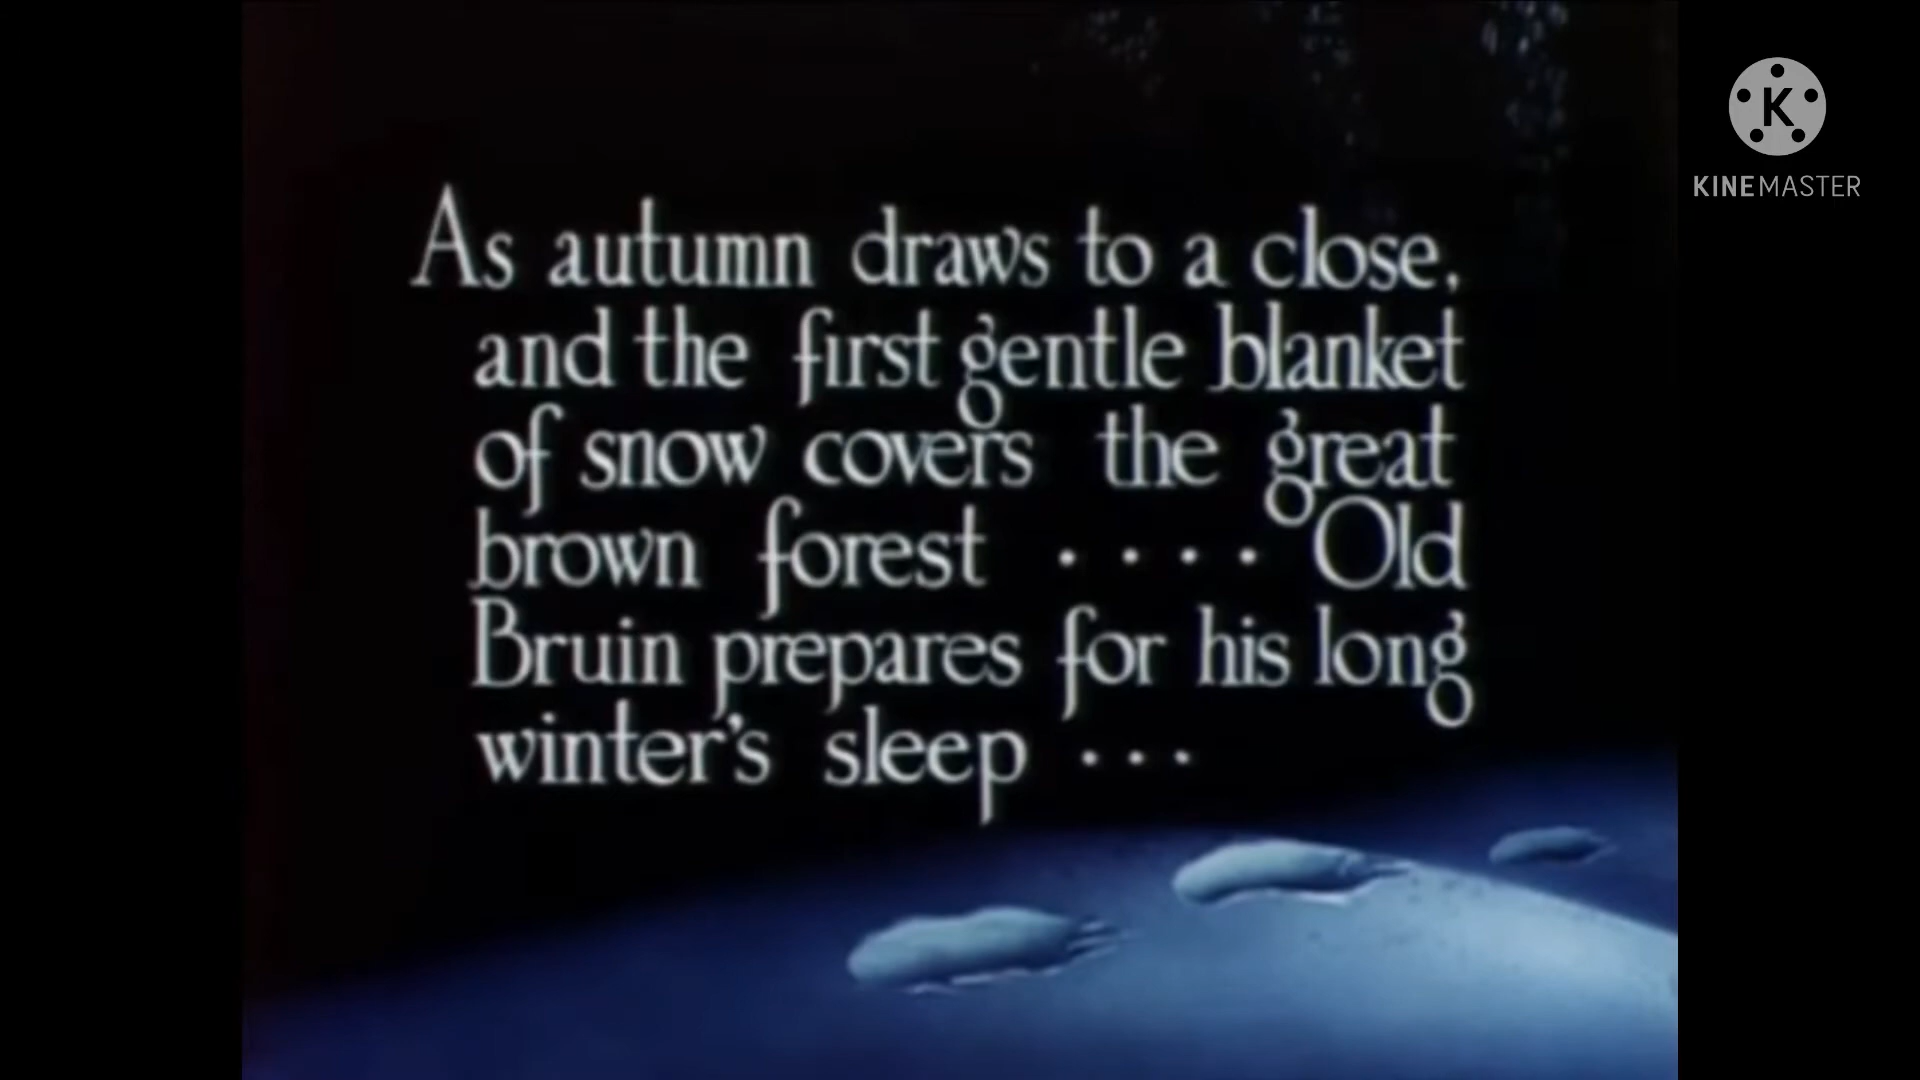 As autumn draws to a close,
and the first gentle blanket
of snow covers the great
brown forest .... Old
Bruin prepares for his long
winter's sleep ...
K
KINEMASTER